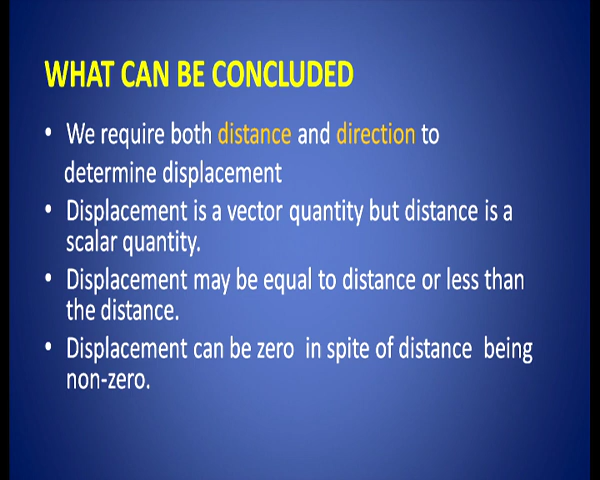 WHAT CAN BE CONCLUDED
• We require both distance and direction to
determine displacement
• Displacement is a vector quantity but distance is a
scalar quantity.
• Displacement may be equal to distance or less than
the distance.
• Displacement can be zero  in spite of distance  being
non-zero.